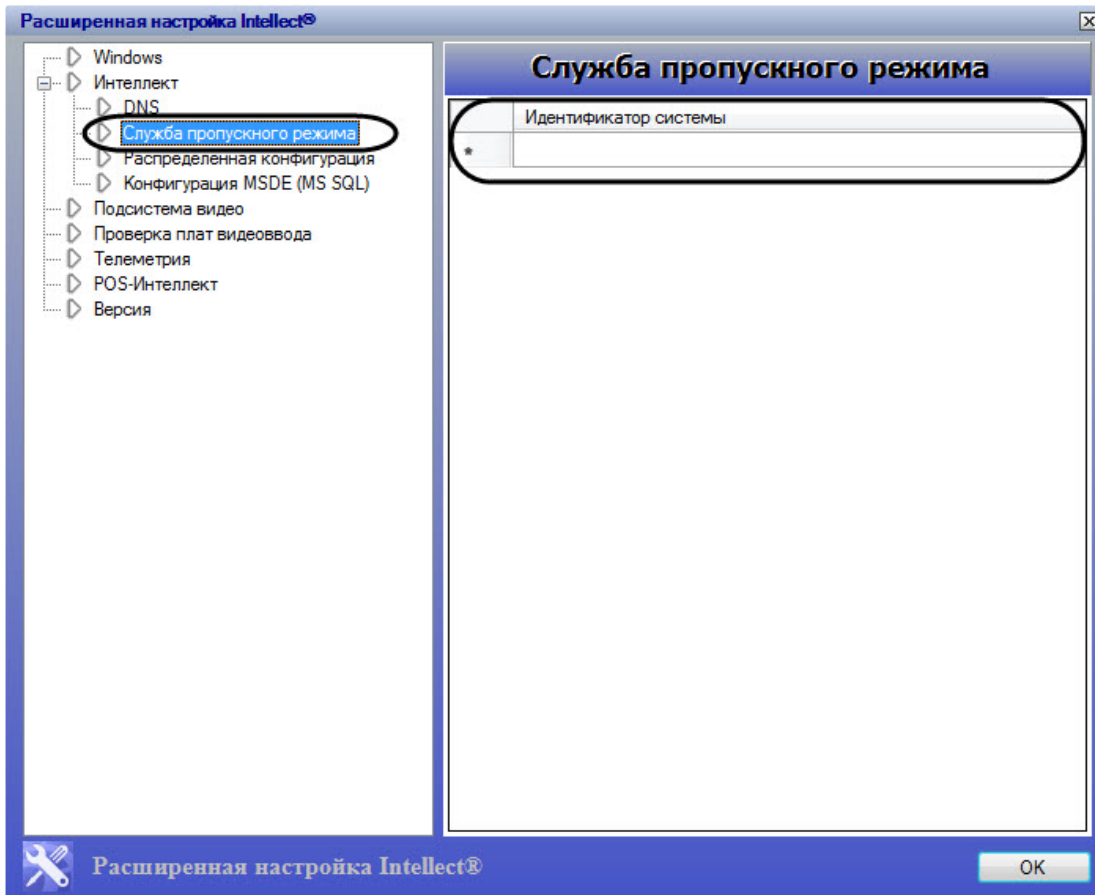 Расширенная настройка Intellect®
Windows
Интеллект
DNS
Служба пропускного режима
Распределенная конфигурация
Конфигурация MSDE (MS SQL)
Подсистема видео
Проверка плат видеоввода
Телеметрия
POS-Интеллект
Версия
Служба пропускного режима
Идентификатор системы
*
Расширенная настройка Intellect®
OK